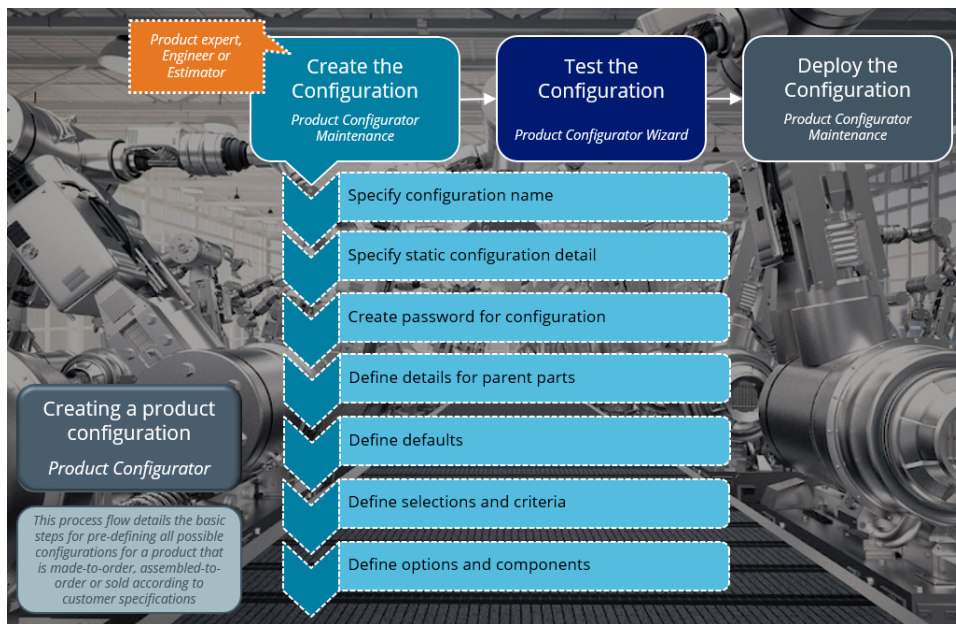 Product expert,
Engineer or
Estimator
Create the
Configuration
Product Configurator
Maintenance
Test the
Configuration
Product Configurator Wizard
Deploy the
Configuration
Product Configurator
Maintenance
Specify configuration name
Specify static configuration detail
Create password for configuration
Define details for parent parts
Define defaults
Define selections and criteria
Define options and components
Creating a product
configuration
Product Configurator
This process flow details the basic
steps for pre-defining all possible
configurations for a product that
is made-to-order, assembled-to-
order or sold according to
customer specifications